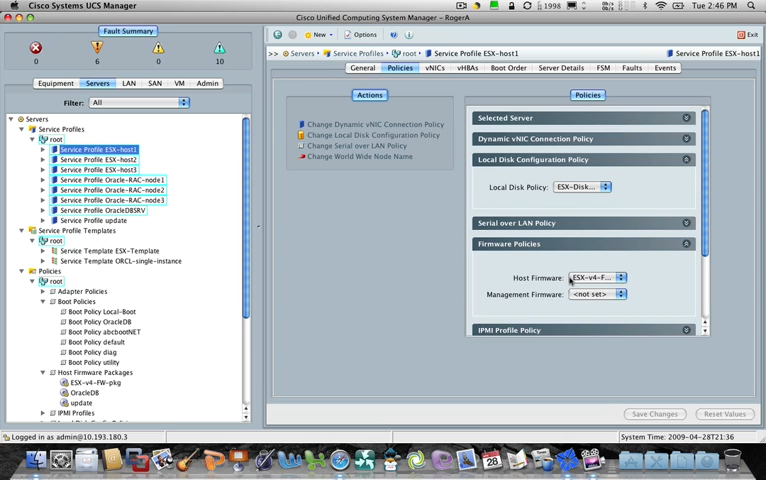 Cisco Systems UCS Manager
1998
Tue 2:46 PM
Cisco Unified Computing System Manager - RogerA
Fault Summary
0 6 0 10
Equipment Servers LAN SAN VM Admin
Filter: All
Servers
Service Profiles
root
Service Profile ESX-host1
Service Profile ESX-host2
Service Profile ESX-host3
Service Profile Oracle-RAC-node1
Service Profile Oracle-RAC-node2
Service Profile Oracle-RAC-node3
Service Profile OracleDBSRV
Service Profile update
Service Profile Templates
root
Service Template ESX-Template
Service Template ORCL-single-instance
Policies
root
Adapter Policies
Boot Policies
Boot Policy Local-Boot
Boot Policy OracleDB
Boot Policy abcbootNET
Boot Policy default
Boot Policy diag
Boot Policy utility
Host Firmware Packages
ESX-v4-FW-pkg
OracleDB
update
IPMI Profiles
New Options Exit
>> Servers Service Profiles root Service Profile ESX-host1 Service Profile ESX-host1
General Policies vNICs vHBAs Boot Order Server Details FSM Faults Events
Actions
Change Dynamic vNIC Connection Policy
Change Local Disk Configuration Policy
Change Serial over LAN Policy
Change World Wide Node Name
Policies
Selected Server
Dynamic vNIC Connection Policy
Local Disk Configuration Policy
Local Disk Policy: ESX-Disk...
Serial over LAN Policy
Firmware Policies
Host Firmware: ESX-v4-F...
Management Firmware: <not set>
IPMI Profile Policy
Save Changes Reset Values
Logged in as admin@10.193.180.3 System Time: 2009-04-28T21:36
28